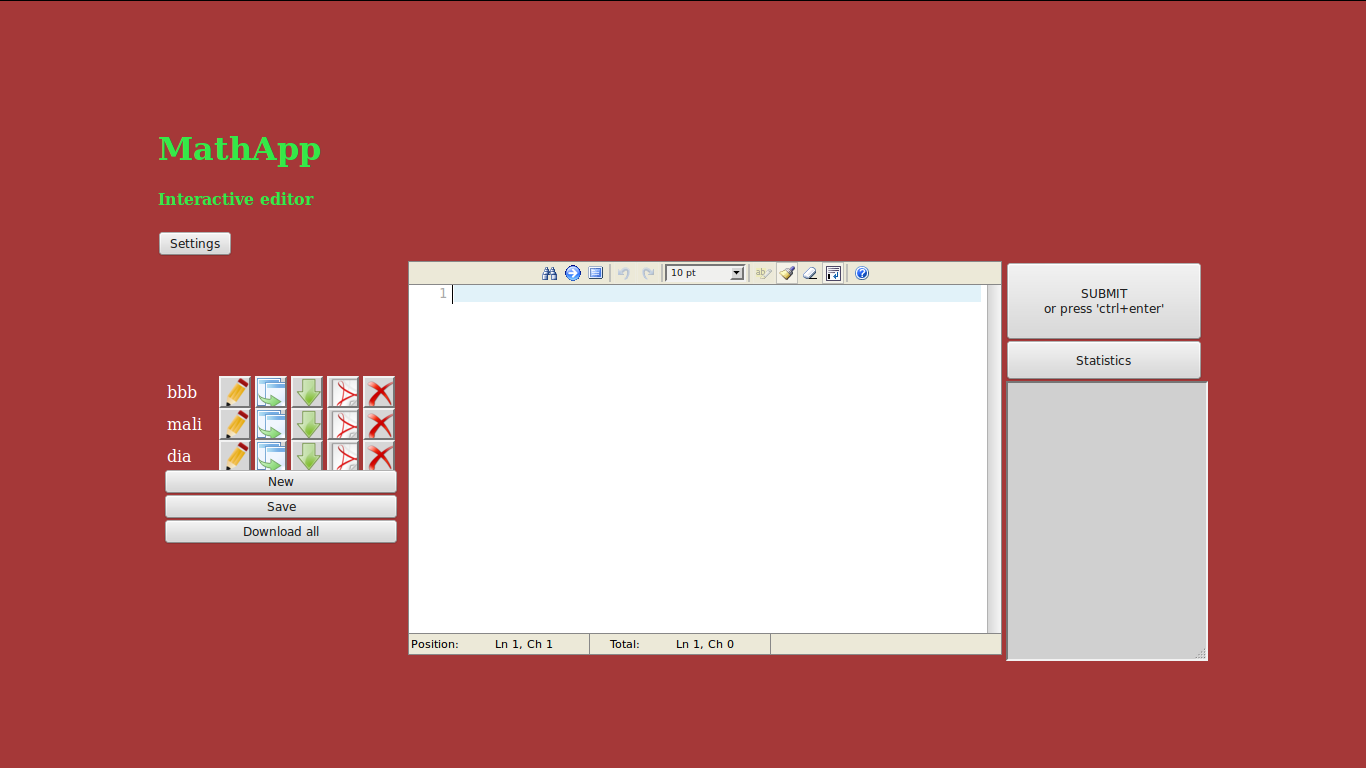 MathApp
Interactive editor
Settings
10 pt
1
SUBMIT
or press 'ctrl+enter'
Statistics
bbb
mali
dia
New
Save
Download all
Position: Ln 1, Ch 1 Total: Ln 1, Ch 0